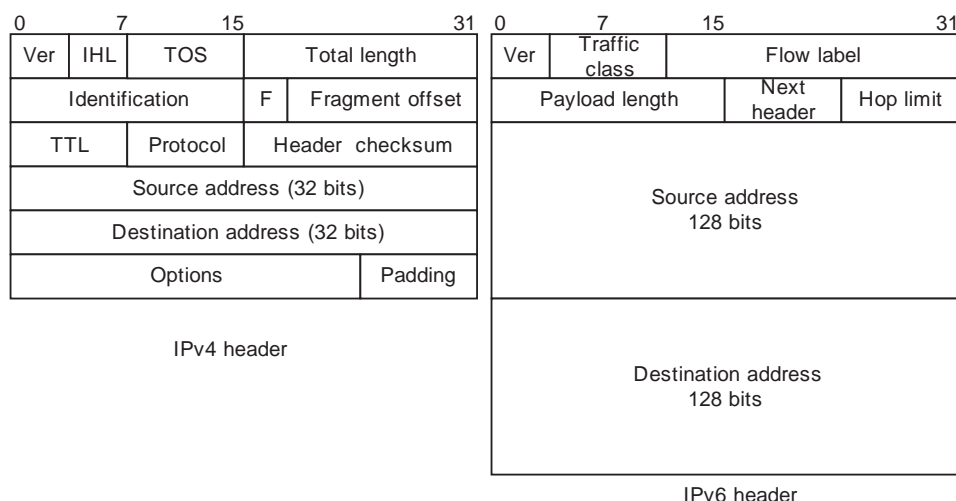 0 7 15 31
Ver IHL TOS Total length
Identification F Fragment offset
TTL Protocol Header checksum
Source address (32 bits)
Destination address (32 bits)
Options Padding
IPv4 header
0 7 15 31
Ver Traffic class Flow label
Payload length Next header Hop limit
Source address
128 bits
Destination address
128 bits
IPv6 header